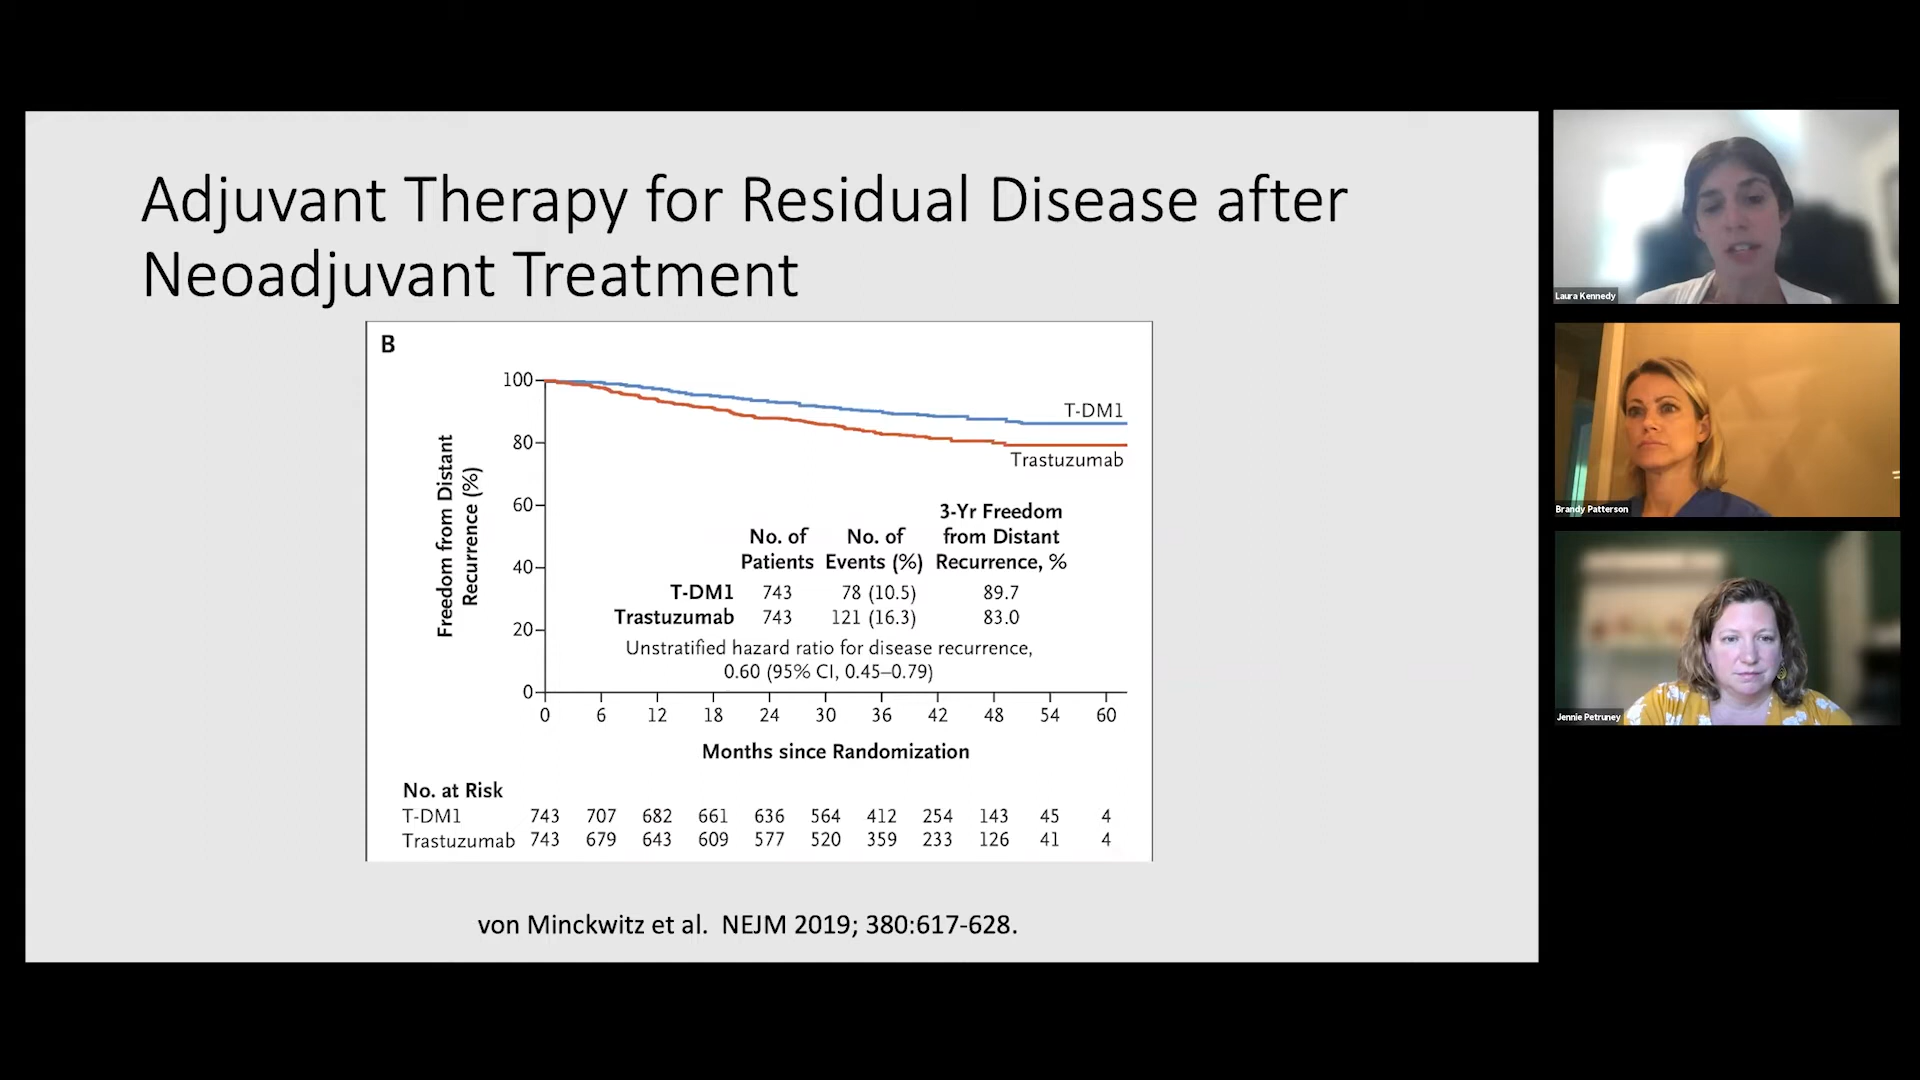 Adjuvant Therapy for Residual Disease after
Neoadjuvant Treatment
B
Freedom from Distant
Recurrence (%)
100
80
60
40
20
0
T-DM1
Trastuzumab
No. of Patients No. of Events (%) 3-Yr Freedom from Distant Recurrence, %
T-DM1 743 78 (10.5) 89.7
Trastuzumab 743 121 (16.3) 83.0
Unstratified hazard ratio for disease recurrence,
0.60 (95% CI, 0.45–0.79)
0 6 12 18 24 30 36 42 48 54 60
Months since Randomization
No. at Risk
T-DM1 743 707 682 661 636 564 412 254 143 45 4
Trastuzumab 743 679 643 609 577 520 359 233 126 41 4
von Minckwitz et al. NEJM 2019; 380:617-628.
Laura Kennedy
Brandy Patterson
Jennie Petruney